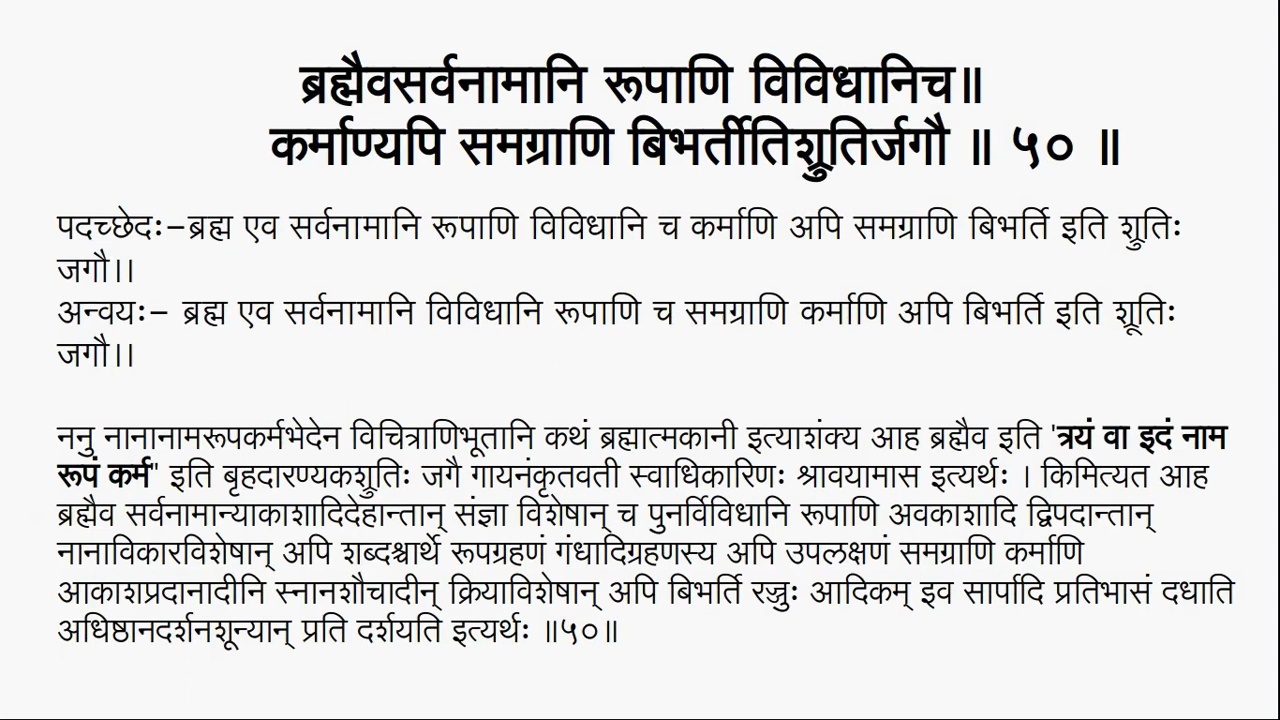 ब्रह्मैवसर्वनामानि रूपाणि विविधानिच॥
कर्माण्यपि समग्राणि बिभर्तीतिश्रुतिर्जगौ ॥ ५० ॥
पदच्छेदः–ब्रह्म एव सर्वनामानि रूपाणि विविधानि च कर्माणि अपि समग्राणि बिभर्ति इति श्रुतिः
जगौ।।
अन्वयः– ब्रह्म एव सर्वनामानि विविधानि रूपाणि च समग्राणि कर्माणि अपि बिभर्ति इति श्रूतिः
जगौ।।
ननु नानानामरूपकर्मभेदेन विचित्राणिभूतानि कथं ब्रह्मात्मकानी इत्याशंक्य आह ब्रह्मैव इति 'त्रयं वा इदं नाम
रूपं कर्म" इति बृहदारण्यकश्रुतिः जगै गायनंकृतवती स्वाधिकारिणः श्रावयामास इत्यर्थः । किमित्यत आह
ब्रह्मैव सर्वनामान्याकाशादिदेहान्तान् संज्ञा विशेषान् च पुनर्विविधानि रूपाणि अवकाशादि द्विपदान्तान्
नानाविकारविशेषान् अपि शब्दश्चार्थे रूपग्रहणं गंधादिग्रहणस्य अपि उपलक्षणं समग्राणि कर्माणि
आकाशप्रदानादीनि स्नानशौचादीन् क्रियाविशेषान् अपि बिभर्ति रज्जुः आदिकम् इव सार्पादि प्रतिभासं दधाति
अधिष्ठानदर्शनशून्यान् प्रति दर्शयति इत्यर्थः ॥५०॥